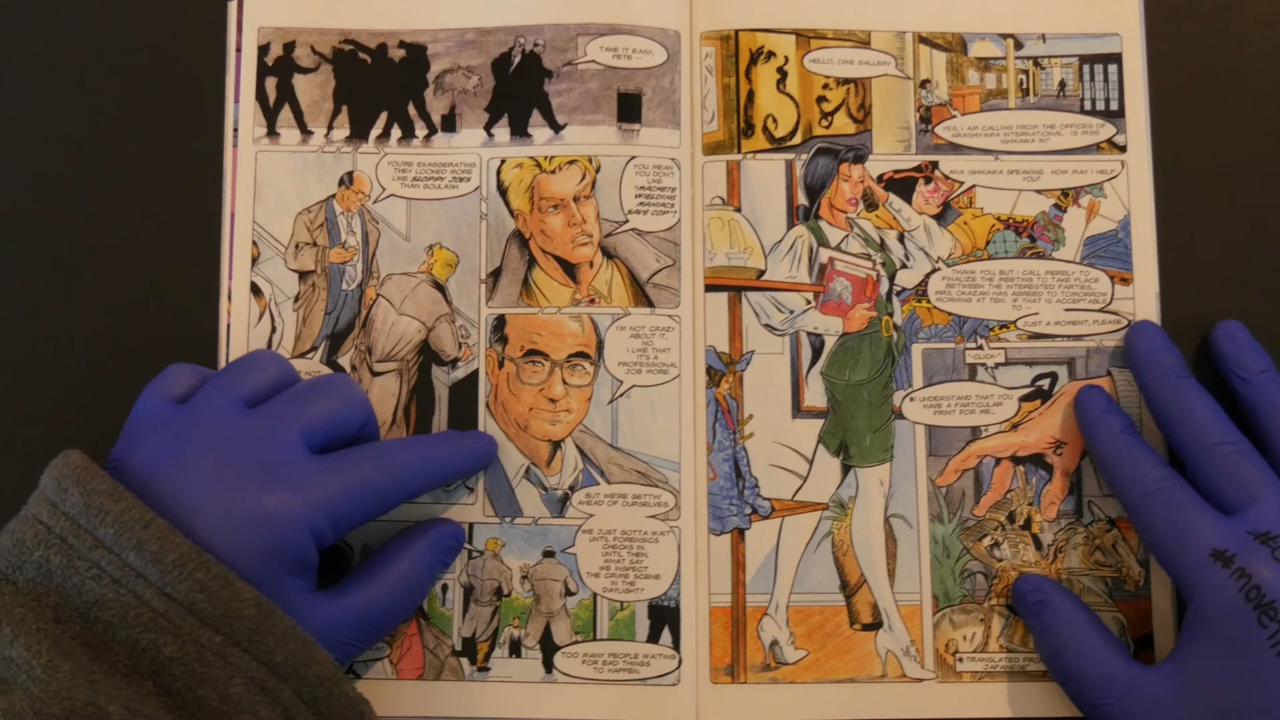 TAKE IT EASY,
PETE --
YOU'RE EXAGGERATING
THEY LOOKED MORE
LIKE SLOPPY JOES
THAN GOULASH
YOU MEAN
YOU DON'T
LIKE
"MACHETE
WIELDING
MANIACS
SAVE COP"?
NOT
I'M NOT CRAZY
ABOUT IT,
NO.
I LIKE THAT
IT'S A
PROFESSIONAL
JOB MORE.
BUT WE'RE GETTIN'
AHEAD OF OURSELVES.
WE JUST GOTTA WAIT
UNTIL FORENSICS
CHECKS IN.
UNTIL THEN,
WHAT SAY
WE INSPECT
THE CRIME SCENE
IN THE
DAYLIGHT?
TOO MANY PEOPLE WAITING
FOR BAD THINGS
TO HAPPEN.
HELLO, OIKE GALLERY
YES, I AM CALLING FROM THE OFFICES OF
ARASHIYAMA INTERNATIONAL. IS MISS
ISHIKAWA IN?
ANA ISHIKAWA SPEAKING. HOW MAY I HELP
YOU?
THANK YOU, BUT I CALL MERELY TO
FINALIZE THE MEETING TO TAKE PLACE
BETWEEN THE INTERESTED PARTIES.
MRS. OKAZAKI HAS AGREED TO TOMORROW
MORNING AT TEN. IF THAT IS ACCEPTABLE
TO --
JUST A MOMENT, PLEASE.
"-CLICK-"
I UNDERSTAND THAT YOU
HAVE A PARTICULAR
PRINT FOR ME...
死
* TRANSLATED FROM
JAPANESE"